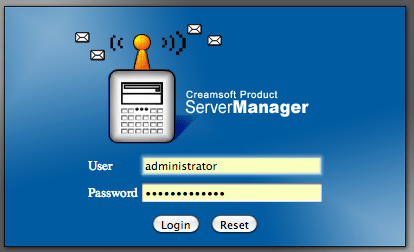 Creamsoft Product
ServerManager
User administrator
Password •••••••••••••
Login Reset